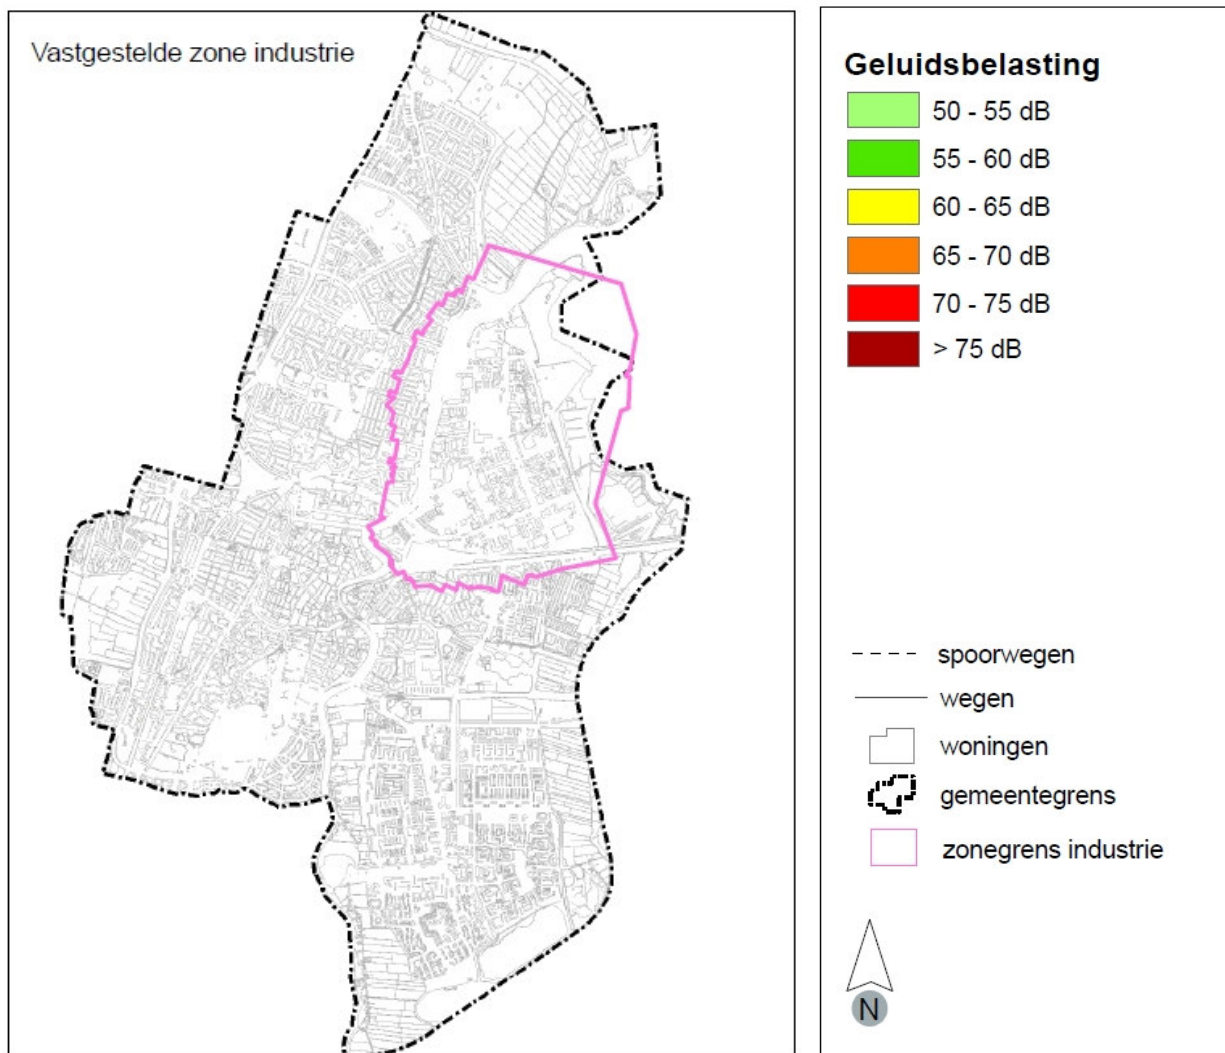 Vastgestelde zone industrie
Geluidsbelasting
50 - 55 dB
55 - 60 dB
60 - 65 dB
65 - 70 dB
70 - 75 dB
> 75 dB
spoorwegen
wegen
woningen
gemeentegrens
zonegrens industrie
N